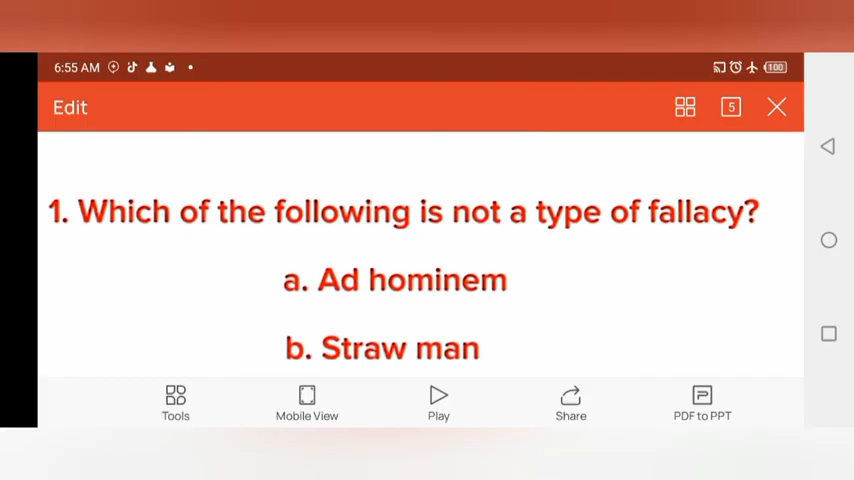 6:55 AM
100
Edit
5
1. Which of the following is not a type of fallacy?
a. Ad hominem
b. Straw man
Tools
Mobile View
Play
Share
PDF to PPT